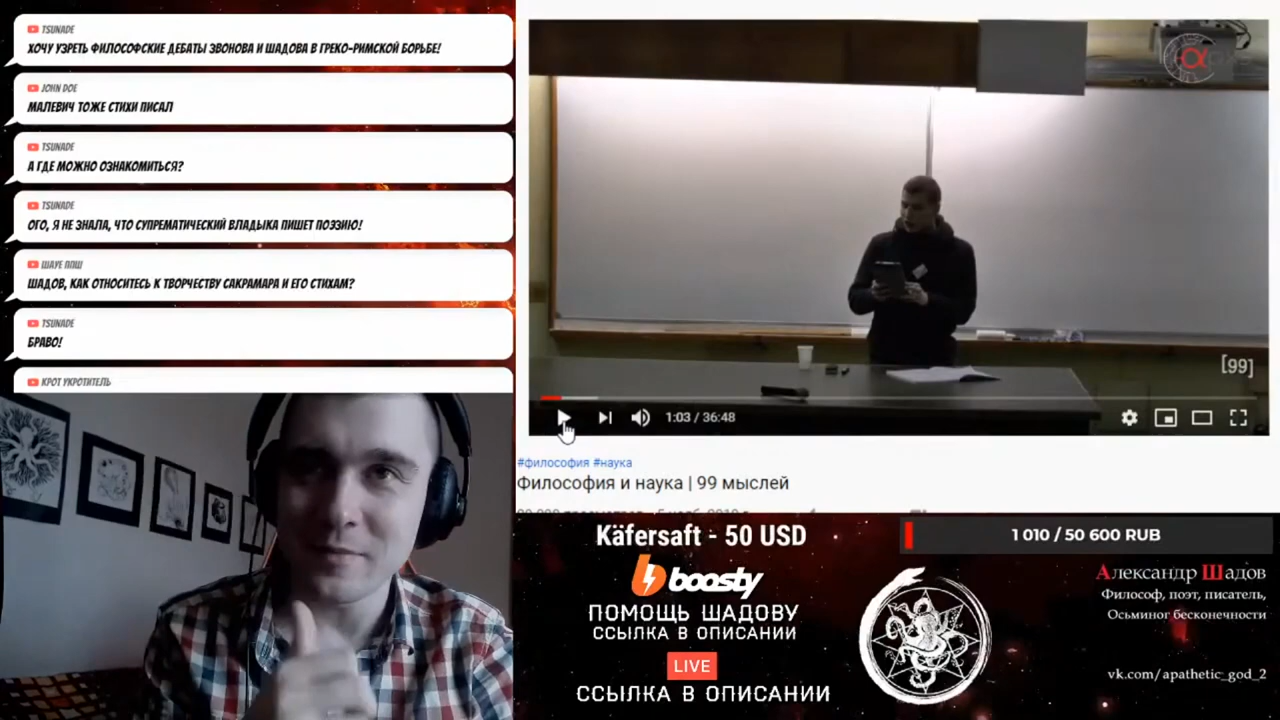 TSUNADE
ХОЧУ УЗРЕТЬ ФИЛОСОФСКИЕ ДЕБАТЫ ЗВОНОВА И ШАДОВА В ГРЕКО-РИМСКОЙ БОРЬБЕ!
JOHN DOE
МАЛЕВИЧ ТОЖЕ СТИХИ ПИСАЛ
TSUNADE
А ГДЕ МОЖНО ОЗНАКОМИТЬСЯ?
TSUNADE
ОГО, Я НЕ ЗНАЛА, ЧТО СУПРЕМАТИЧЕСКИЙ ВЛАДЫКА ПИШЕТ ПОЭЗИЮ!
ШАУЕ ППШ
ШАДОВ, КАК ОТНОСИТЕСЬ К ТВОРЧЕСТВУ САКРАМАРА И ЕГО СТИХАМ?
TSUNADE
БРАВО!
КРОТ УКРОТИТЕЛЬ
[99]
1:03 / 36:48
#философия #наука
Философия и наука | 99 мыслей
Käfersaft - 50 USD
boosty
ПОМОЩЬ ШАДОВУ
ССЫЛКА В ОПИСАНИИ
LIVE
ССЫЛКА В ОПИСАНИИ
1 010 / 50 600 RUB
Александр Шадов
Философ, поэт, писатель,
Осьминог бесконечности
vk.com/apathetic_god_2